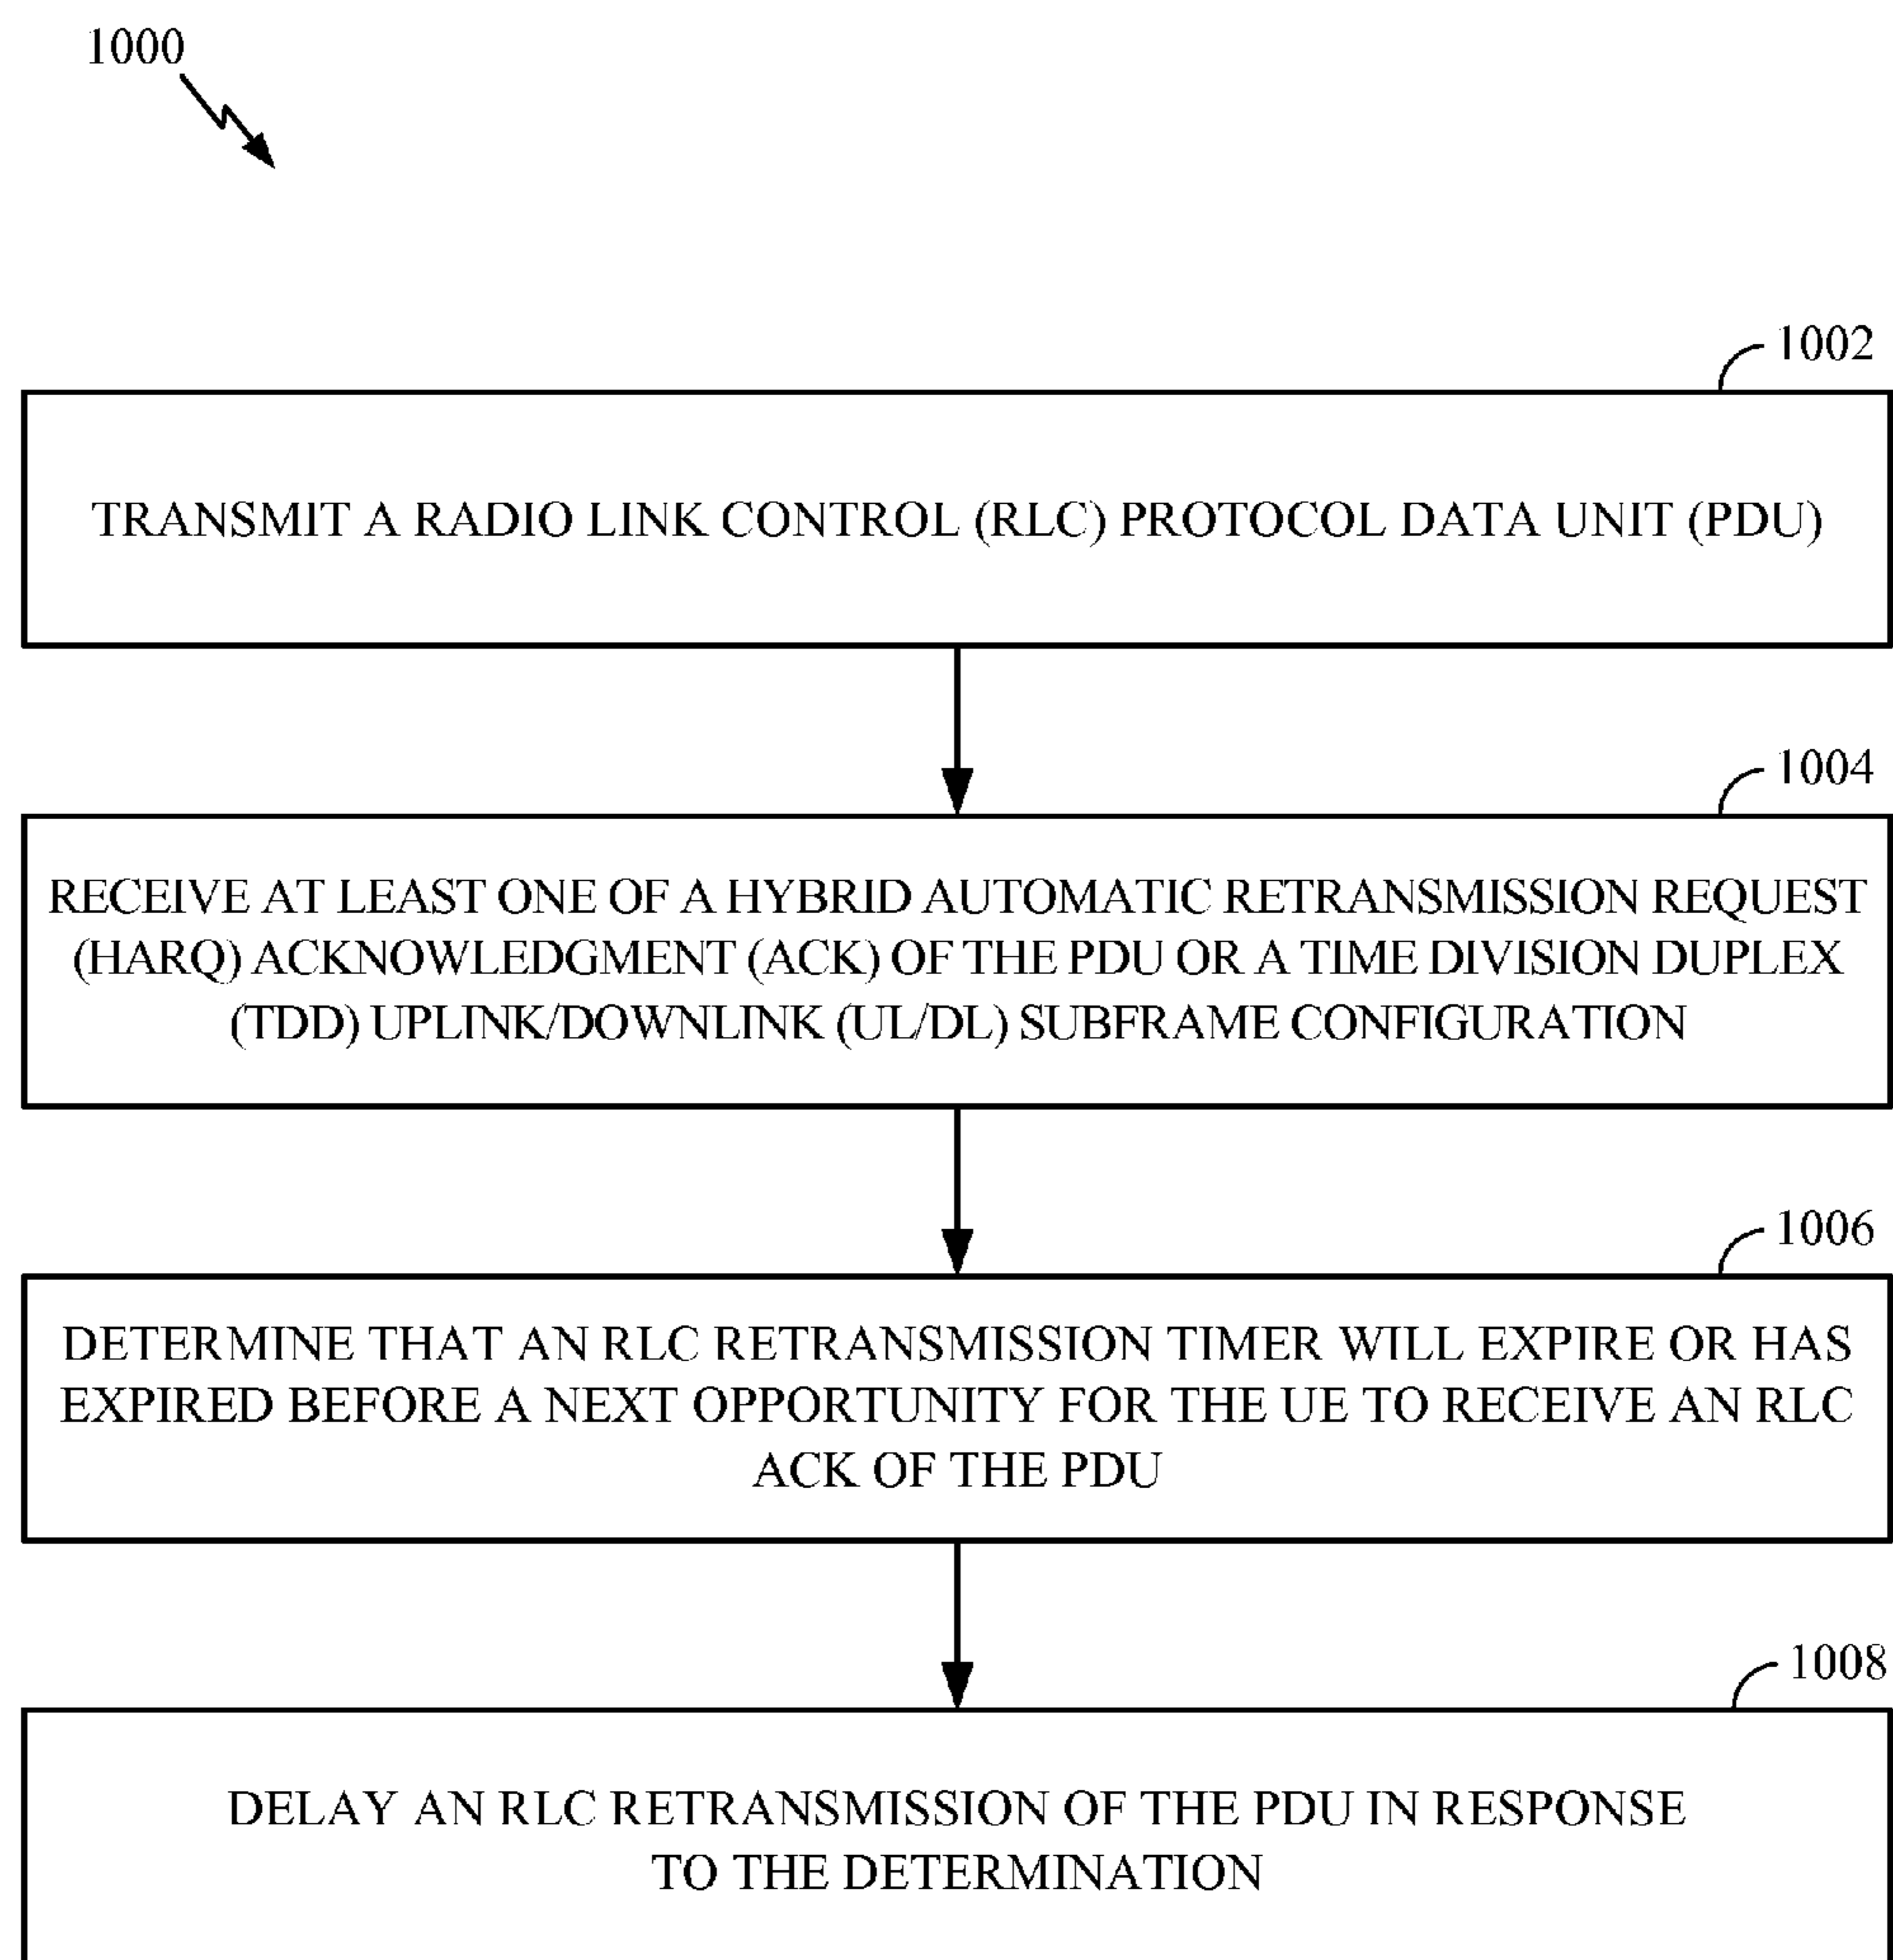 1000
1002
TRANSMIT A RADIO LINK CONTROL (RLC) PROTOCOL DATA UNIT (PDU)
1004
RECEIVE AT LEAST ONE OF A HYBRID AUTOMATIC RETRANSMISSION REQUEST
(HARQ) ACKNOWLEDGMENT (ACK) OF THE PDU OR A TIME DIVISION DUPLEX
(TDD) UPLINK/DOWNLINK (UL/DL) SUBFRAME CONFIGURATION
1006
DETERMINE THAT AN RLC RETRANSMISSION TIMER WILL EXPIRE OR HAS
EXPIRED BEFORE A NEXT OPPORTUNITY FOR THE UE TO RECEIVE AN RLC
ACK OF THE PDU
1008
DELAY AN RLC RETRANSMISSION OF THE PDU IN RESPONSE
TO THE DETERMINATION